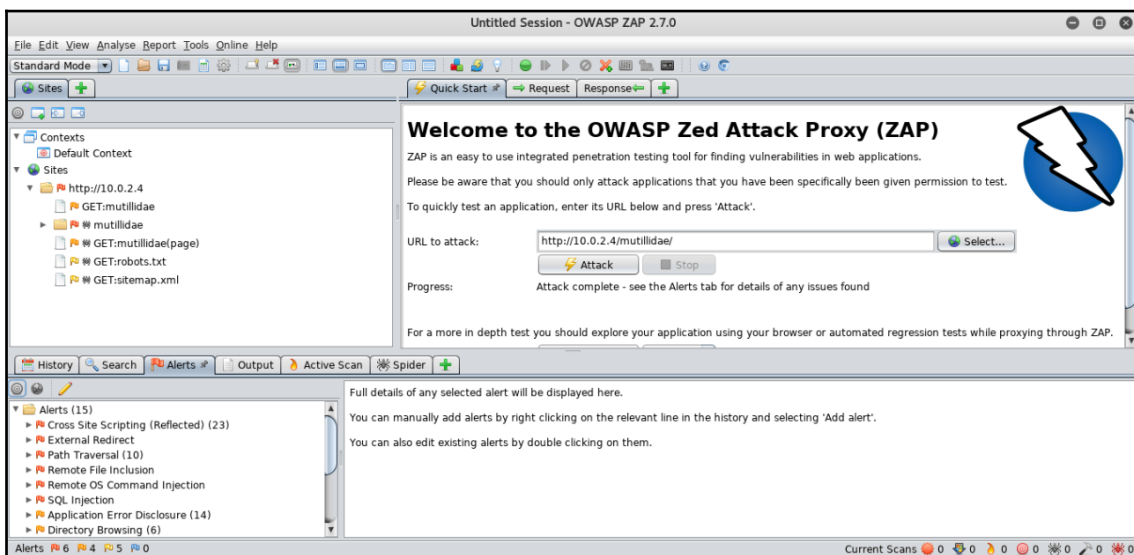 Untitled Session - OWASP ZAP 2.7.0
File Edit View Analyse Report Tools Online Help
Standard Mode
Sites
Quick Start
Request
Response
Contexts
Default Context
Sites
http://10.0.2.4
GET:mutillidae
mutillidae
GET:mutillidae(page)
GET:robots.txt
GET:sitemap.xml
Welcome to the OWASP Zed Attack Proxy (ZAP)
ZAP is an easy to use integrated penetration testing tool for finding vulnerabilities in web applications.
Please be aware that you should only attack applications that you have been specifically been given permission to test.
To quickly test an application, enter its URL below and press 'Attack'.
URL to attack: http://10.0.2.4/mutillidae/ Select...
Attack Stop
Progress: Attack complete - see the Alerts tab for details of any issues found
For a more in depth test you should explore your application using your browser or automated regression tests while proxying through ZAP.
History Search Alerts Output Active Scan Spider
Alerts (15)
Cross Site Scripting (Reflected) (23)
External Redirect
Path Traversal (10)
Remote File Inclusion
Remote OS Command Injection
SQL Injection
Application Error Disclosure (14)
Directory Browsing (6)
Full details of any selected alert will be displayed here.
You can manually add alerts by right clicking on the relevant line in the history and selecting 'Add alert'.
You can also edit existing alerts by double clicking on them.
Alerts 6 4 5 0 Current Scans 0 0 0 0 0 0 0